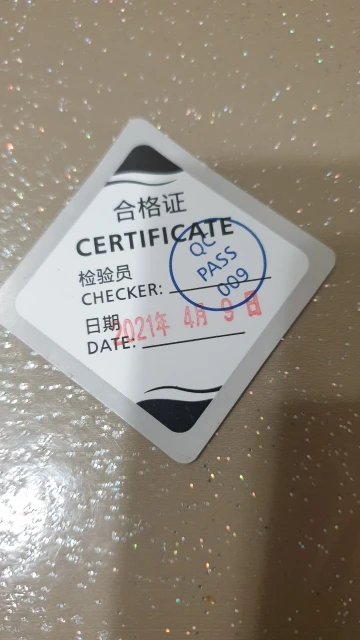 合格证
CERTIFICATE
检验员
CHECKER:
QC
PASS
009
日期
DATE:
2021年 4月 9日